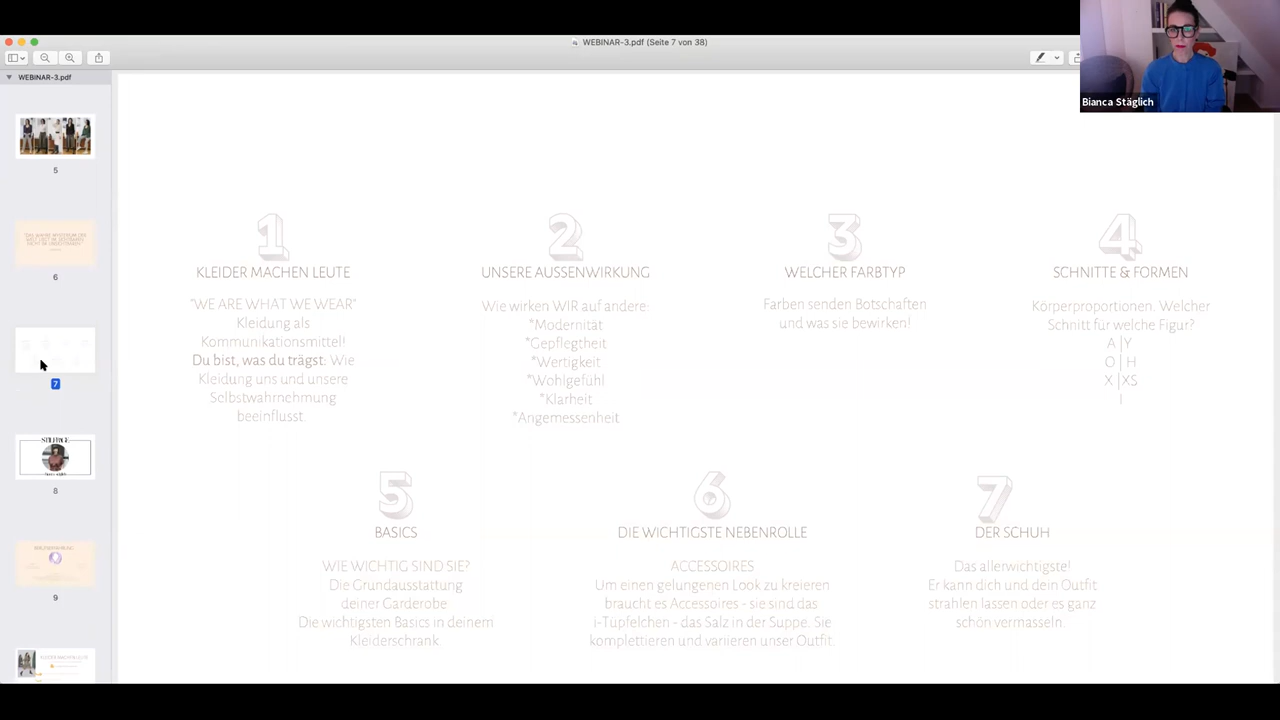 WEBINAR-3.pdf (Seite 7 von 38)
WEBINAR-3.pdf
Bianca Stäglich
5
6
7
8
9
KLEIDER MACHEN LEUTE
1
KLEIDER MACHEN LEUTE
"WE ARE WHAT WE WEAR"
Kleidung als
Kommunikationsmittel!
Du bist, was du trägst: Wie
Kleidung uns und unsere
Selbstwahrnehmung
beeinflusst.
2
UNSERE AUSSENWIRKUNG
Wie wirken WIR auf andere:
*Modernität
*Gepflegtheit
*Wertigkeit
*Wohlgefühl
*Klarheit
*Angemessenheit
3
WELCHER FARBTYP
Farben senden Botschaften
und was sie bewirken!
4
SCHNITTE & FORMEN
Körperproportionen. Welcher
Schnitt für welche Figur?
A | Y
O | H
X | XS
I
5
BASICS
WIE WICHTIG SIND SIE?
Die Grundausstattung
deiner Garderobe
Die wichtigsten Basics in deinem
Kleiderschrank.
6
DIE WICHTIGSTE NEBENROLLE
ACCESSOIRES
Um einen gelungenen Look zu kreieren
braucht es Accessoires - sie sind das
i-Tüpfelchen - das Salz in der Suppe. Sie
komplettieren und variieren unser Outfit.
7
DER SCHUH
Das allerwichtigste!
Er kann dich und dein Outfit
strahlen lassen oder es ganz
schön vermasseln.